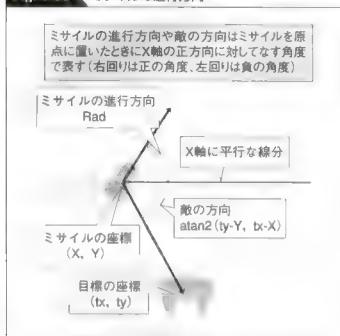 ミサイルの進行方向や敵の方向はミサイルを原
点に置いたときにX軸の正方向に対してなす角度
で表す(右回りは正の角度、左回りは負の角度)
ミサイルの進行方向
Rad
X軸に平行な線分
敵の方向
atan2(ty-Y, tx-X)
ミサイルの座標
(X, Y)
目標の座標
(tx, ty)